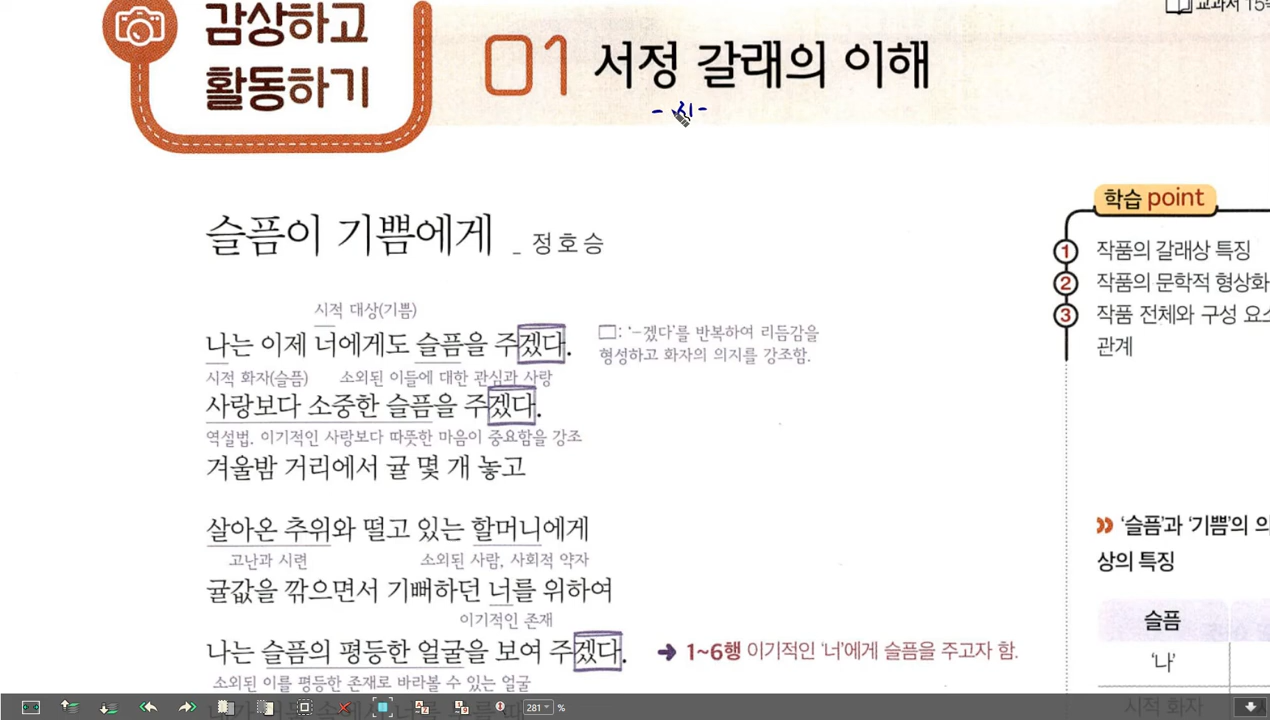 교과서 15
감상하고
활동하기
01 서정 갈래의 이해
- 시 -
슬픔이 기쁨에게 _ 정호승
학습 point
1 작품의 갈래상 특징
2 작품의 문학적 형상화
3 작품 전체와 구성 요소
관계
시적 대상(기쁨)
나는 이제 너에게도 슬픔을 주겠다.
□: '-겠다'를 반복하여 리듬감을
형성하고 화자의 의지를 강조함.
시적 화자(슬픔) 소외된 이들에 대한 관심과 사랑
사랑보다 소중한 슬픔을 주겠다.
역설법. 이기적인 사랑보다 따뜻한 마음이 중요함을 강조
겨울밤 거리에서 귤 몇 개 놓고
살아온 추위와 떨고 있는 할머니에게
고난과 시련 소외된 사람, 사회적 약자
귤값을 깎으면서 기뻐하던 너를 위하여
이기적인 존재
나는 슬픔의 평등한 얼굴을 보여 주겠다.
➔ 1~6행 이기적인 '너'에게 슬픔을 주고자 함.
소외된 이를 평등한 존재로 바라볼 수 있는 얼굴
'슬픔'과 '기쁨'의 의
상의 특징
슬픔
'나'
시적 화자
281 %